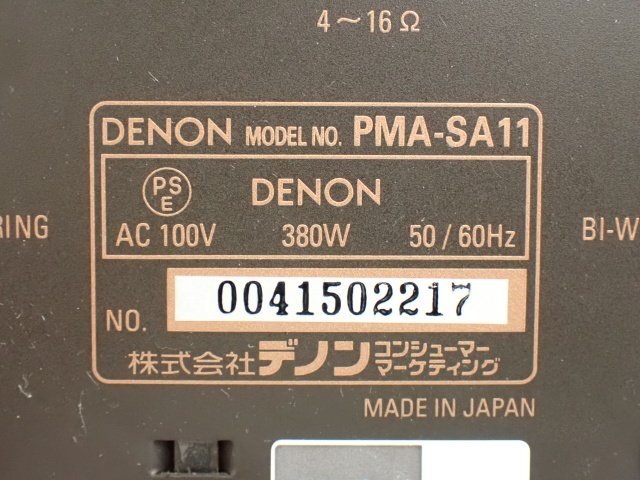 4～16Ω
DENON MODEL NO. PMA-SA11
PSE DENON
AC 100V 380W 50/60Hz
RING
BI-W
NO. 0041502217
株式会社デノン コンシューマー
マーケティング
MADE IN JAPAN